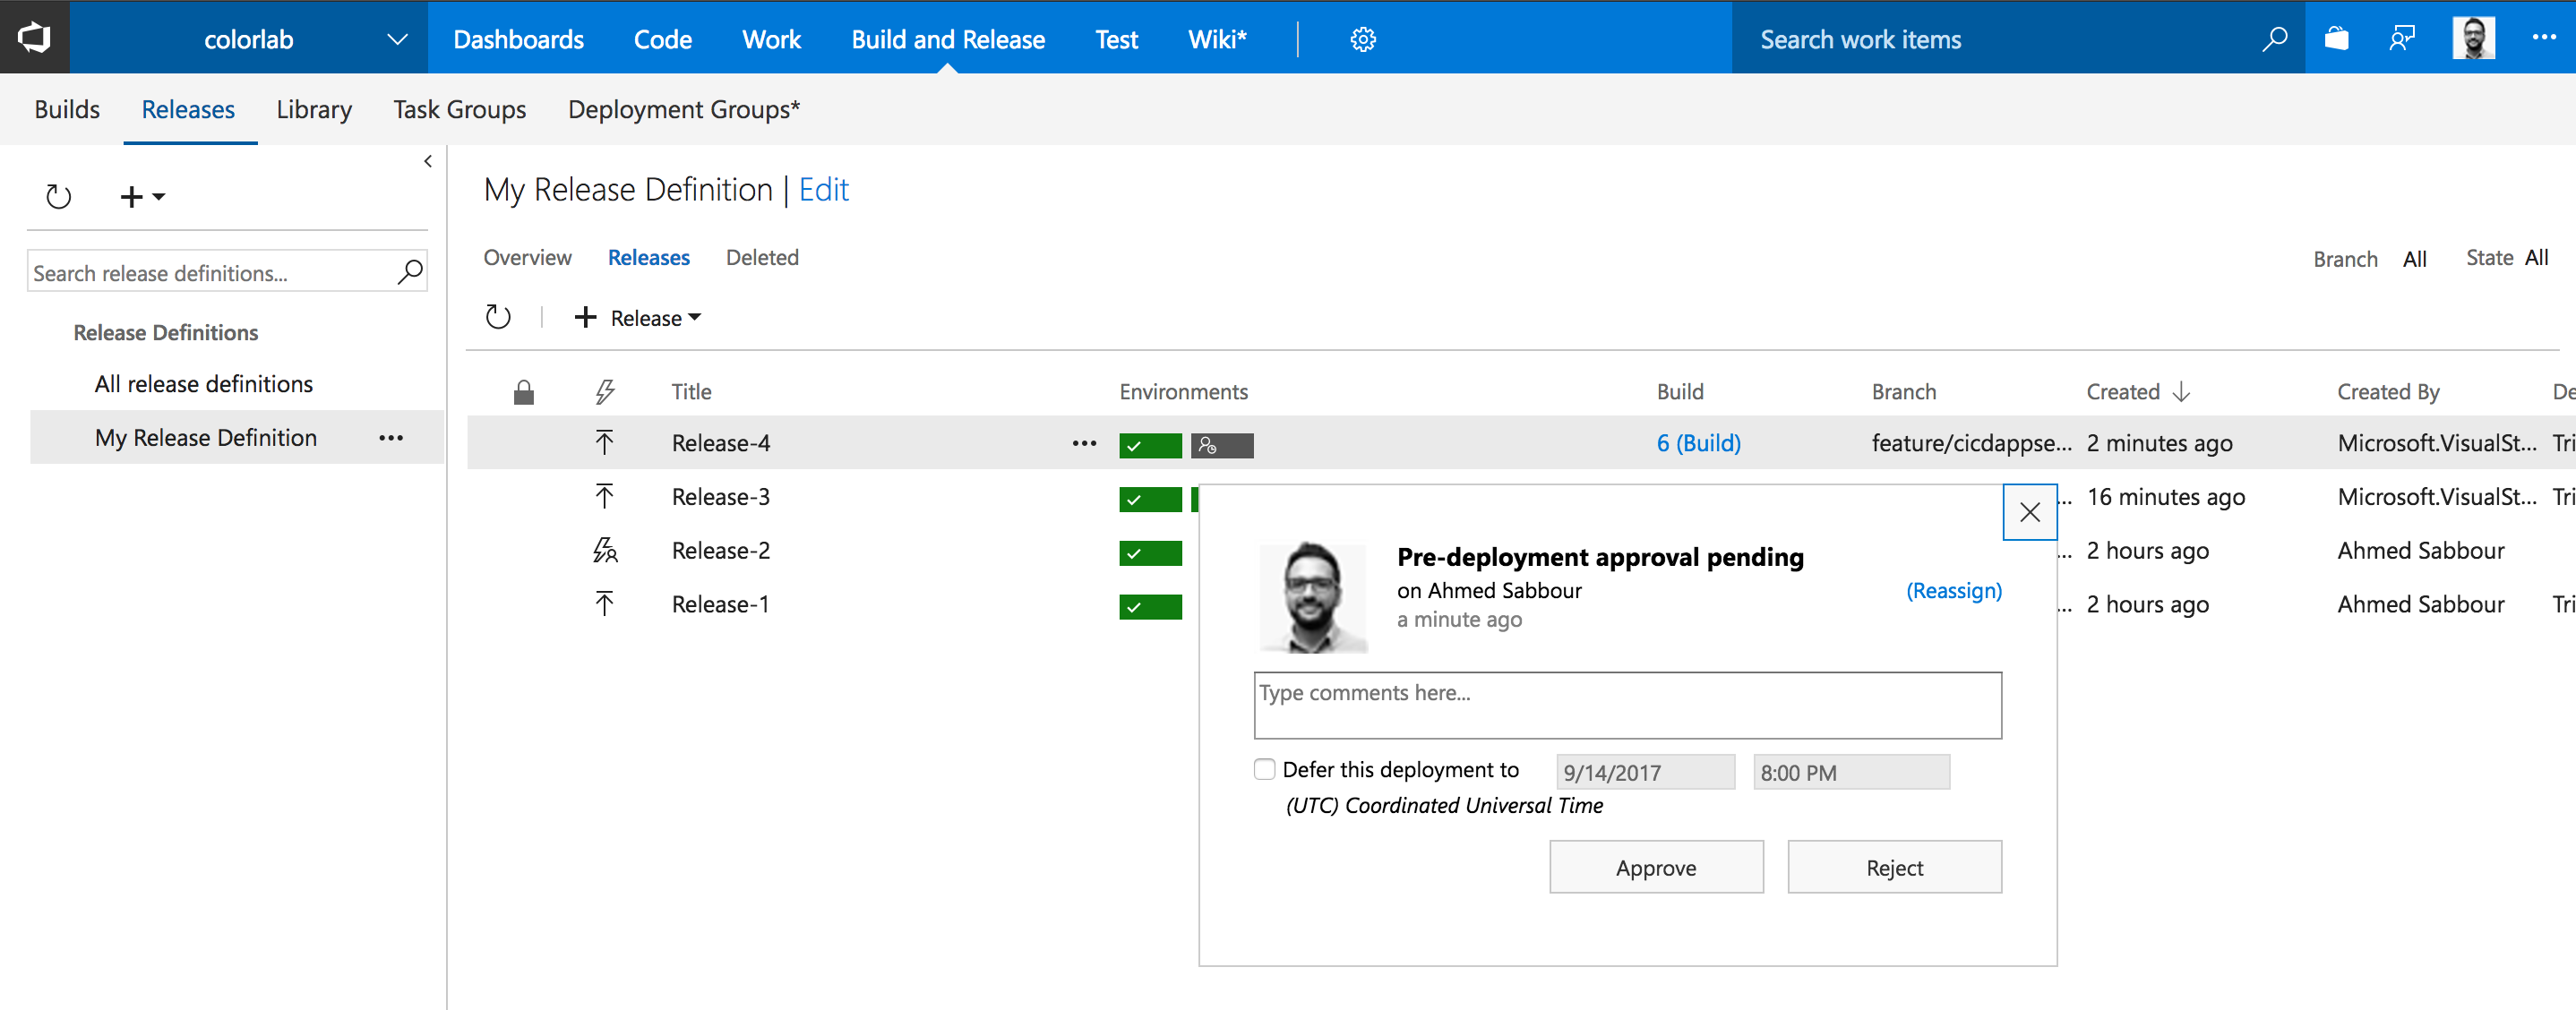 colorlab
Dashboards Code Work Build and Release Test Wiki*
Search work items
Builds Releases Library Task Groups Deployment Groups*
My Release Definition | Edit
Search release definitions...
Release Definitions
All release definitions
My Release Definition ...
Overview Releases Deleted
Branch All State All
+ Release
Title Environments Build Branch Created ↓ Created By De
Release-4 ... 6 (Build) feature/cicdappse... 2 minutes ago Microsoft.VisualSt... Tri
Release-3 ... 16 minutes ago Microsoft.VisualSt... Tri
Release-2 ... 2 hours ago Ahmed Sabbour
Release-1 ... 2 hours ago Ahmed Sabbour Tri
Pre-deployment approval pending
on Ahmed Sabbour (Reassign)
a minute ago
Type comments here...
Defer this deployment to 9/14/2017 8:00 PM
(UTC) Coordinated Universal Time
Approve Reject